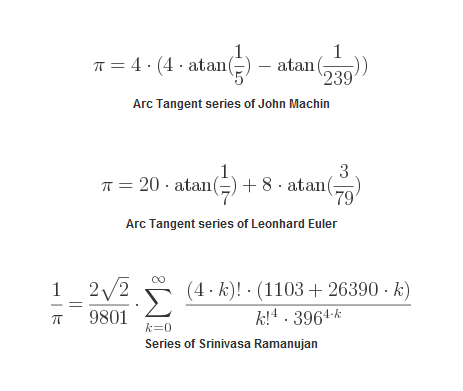 π = 4 · (4 · atan(1/5) − atan(1/239))
Arc Tangent series of John Machin
π = 20 · atan(1/7) + 8 · atan(3/79)
Arc Tangent series of Leonhard Euler
1/π = 2√2/9801 · ∑_{k=0}^{∞} (4 · k)! · (1103 + 26390 · k)/k!⁴ · 396^{4·k}
Series of Srinivasa Ramanujan